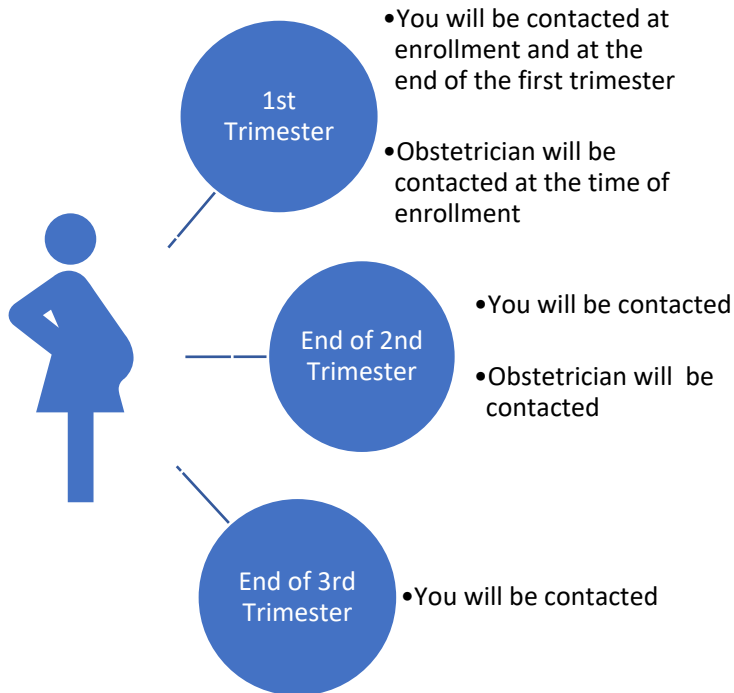 1st
Trimester
•You will be contacted at
enrollment and at the
end of the first trimester
•Obstetrician will be
contacted at the time of
enrollment
End of 2nd
Trimester
•You will be contacted
•Obstetrician will  be
contacted
End of 3rd
Trimester
•You will be contacted